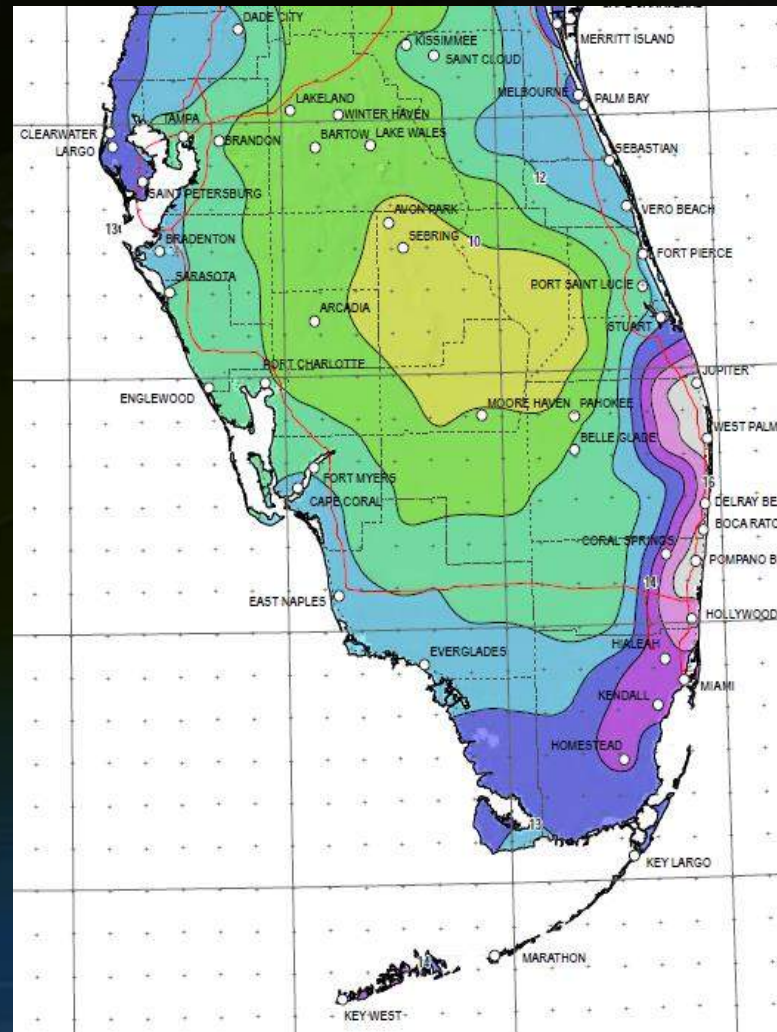 DADE CITY
KISSIMMEE
SAINT CLOUD
MERRITT ISLAND
MELBOURNE
PALM BAY
LAKELAND
WINTER HAVEN
CLEARWATER
TAMPA
LARGO
BRANDON
BARTOW
LAKE WALES
SEBASTIAN
12
SAINT PETERSBURG
VERO BEACH
AVON PARK
13
BRADENTON
SEBRING
10
FORT PIERCE
SARASOTA
PORT SAINT LUCIE
ARCADIA
STUART
PORT CHARLOTTE
JUPITER
ENGLEWOOD
MOORE HAVEN
PAHOKEE
WEST PALM
BELLE GLADE
FORT MYERS
16
CAPE CORAL
DELRAY BE
BOCA RATO
CORAL SPRINGS
POMPANO B
14
EAST NAPLES
HOLLYWOOD
EVERGLADES
HIALEAH
MIAMI
KENDALL
HOMESTEAD
13
KEY LARGO
MARATHON
14
KEY WEST